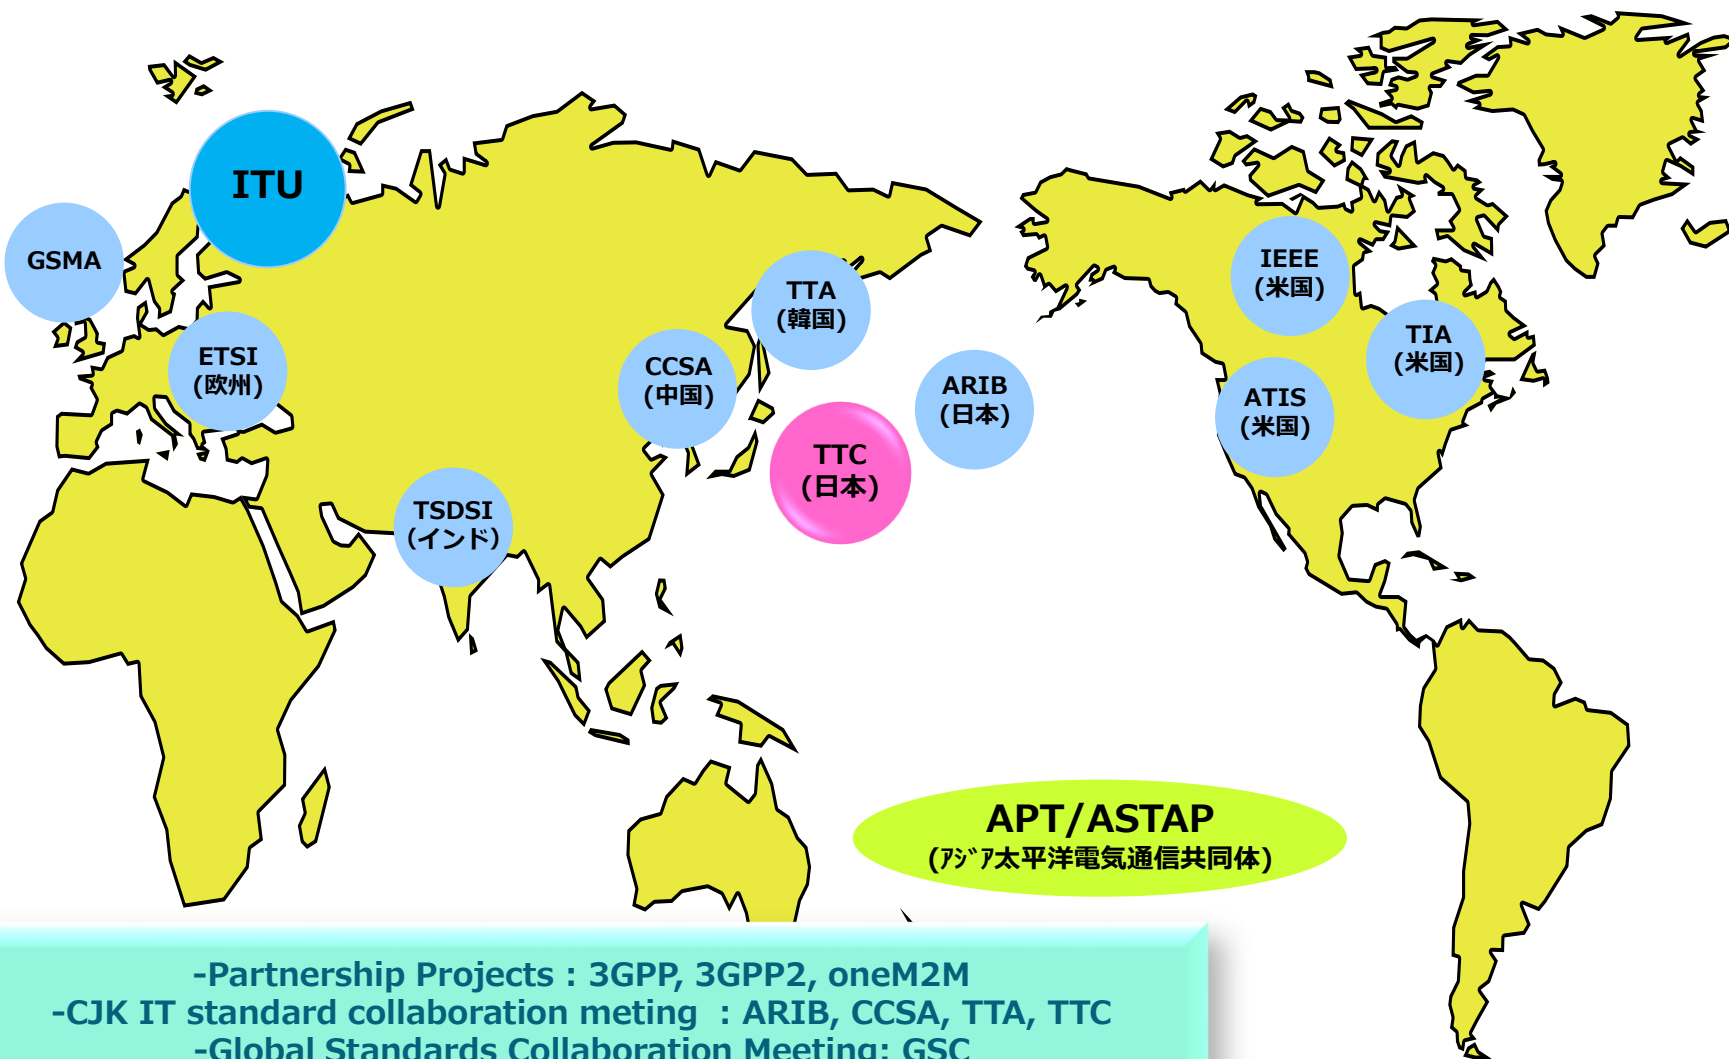 ITU
GSMA
ETSI
(欧州)
TTA
(韓国)
CCSA
(中国)
ARIB
(日本)
TTC
(日本)
TSDSI
(インド)
IEEE
(米国)
TIA
(米国)
ATIS
(米国)
APT/ASTAP
(ｱｼﾞｱ太平洋電気通信共同体)
-Partnership Projects : 3GPP, 3GPP2, oneM2M
-CJK IT standard collaboration meting : ARIB, CCSA, TTA, TTC
-Global Standards Collaboration Meeting: GSC